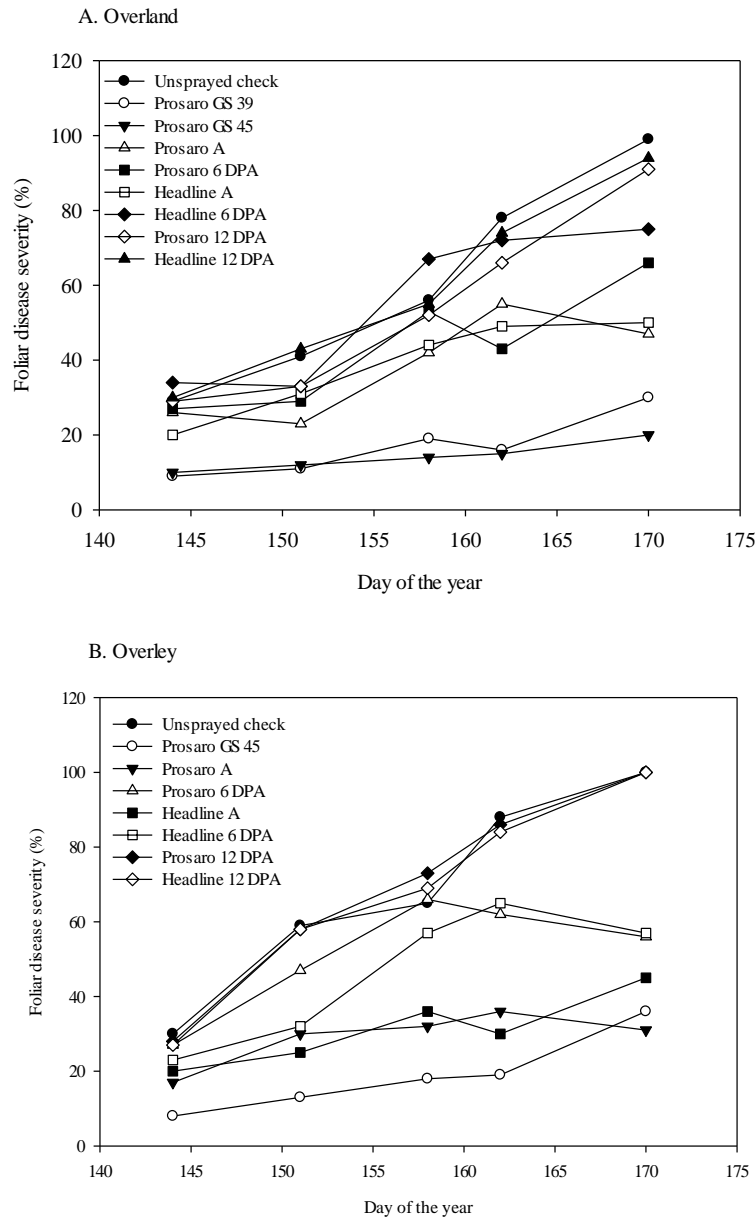 A. Overland
120
100
80
60
40
20
0
Foliar disease severity (%)
Unsprayed check
Prosaro GS 39
Prosaro GS 45
Prosaro A
Prosaro 6 DPA
Headline A
Headline 6 DPA
Prosaro 12 DPA
Headline 12 DPA
140 145 150 155 160 165 170 175
Day of the year
B. Overley
120
100
80
60
40
20
0
Foliar disease severity (%)
Unsprayed check
Prosaro GS 45
Prosaro A
Prosaro 6 DPA
Headline A
Headline 6 DPA
Prosaro 12 DPA
Headline 12 DPA
140 145 150 155 160 165 170 175
Day of the year